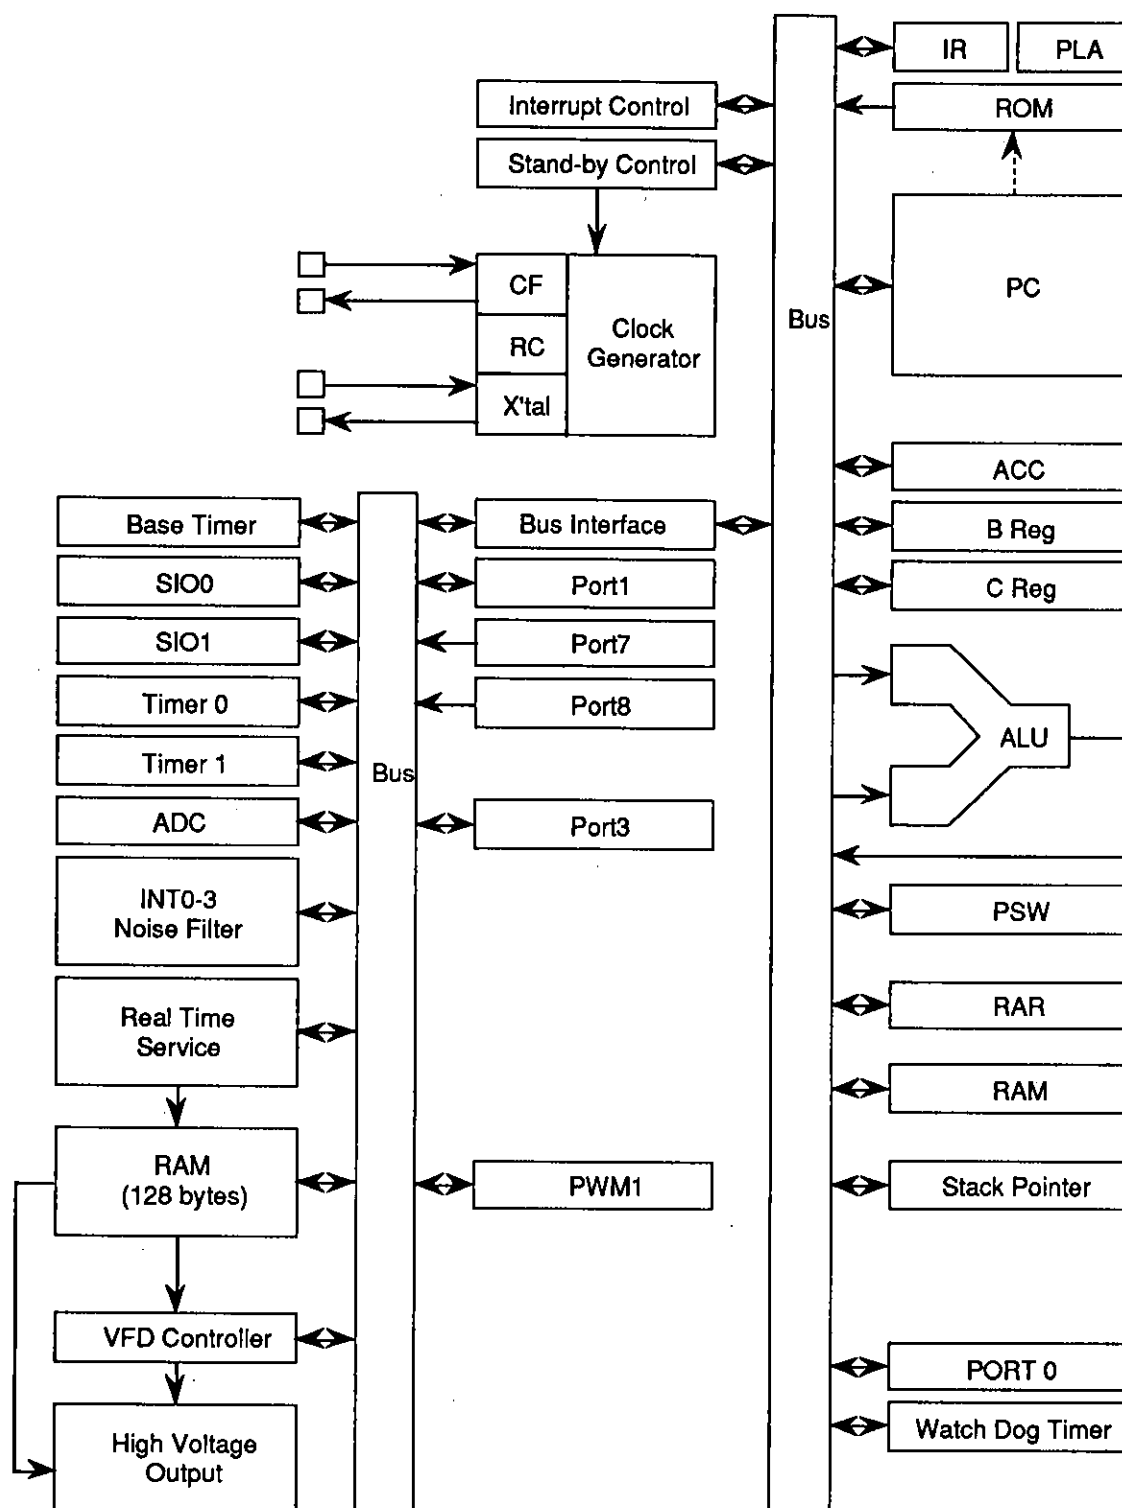 IR
PLA
Interrupt Control
ROM
Stand-by Control
CF
RC
X'tal
Clock
Generator
Bus
PC
ACC
Base Timer
Bus Interface
B Reg
SIO0
Port1
C Reg
SIO1
Port7
Timer 0
Port8
ALU
Timer 1
Bus
ADC
Port3
INT0-3
Noise Filter
PSW
Real Time
Service
RAR
RAM
RAM
(128 bytes)
PWM1
Stack Pointer
VFD Controller
PORT 0
High Voltage
Output
Watch Dog Timer